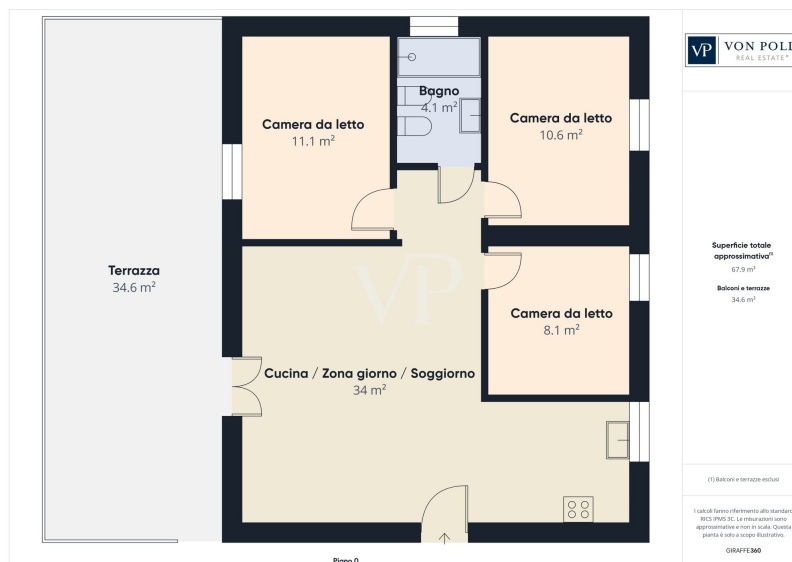 Camera da letto
11.1 m²
Bagno
4.1 m²
Camera da letto
10.6 m²
Terrazza
34.6 m²
Camera da letto
8.1 m²
Cucina / Zona giorno / Soggiorno
34 m²
VP
Piano 0
VP
VON POLL
REAL ESTATE®
Superficie totale
approssimativa⁽¹⁾
67.9 m²
Balconi e terrazze
34.6 m²
(1) Balconi e terrazze esclusi
I calcoli fanno riferimento allo standard
RICS IPMS 3C. Le misurazioni sono
approssimative e non in scala. Questa
pianta è solo a scopo illustrativo.
GIRAFFE360